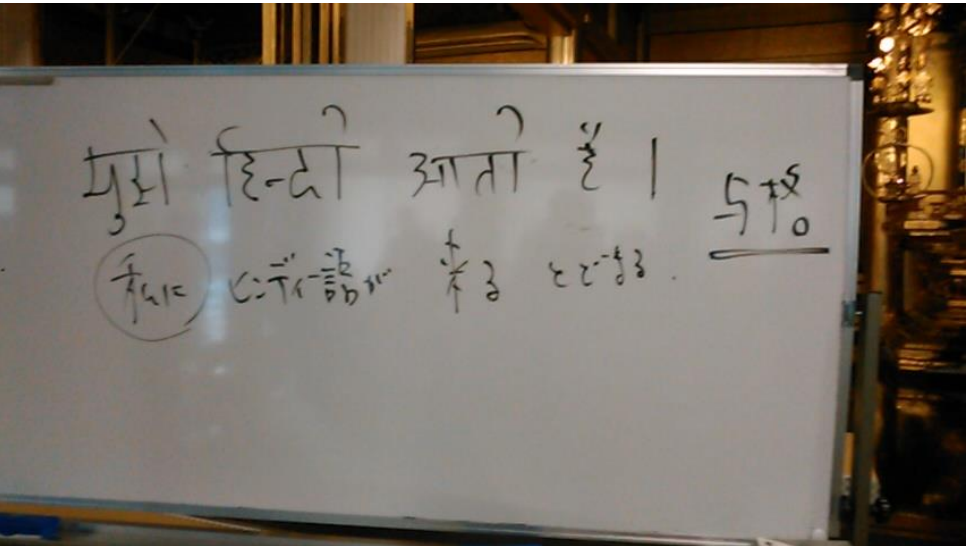 मुझे हिन्दी आती है ।
私に ヒンディー語が 来る